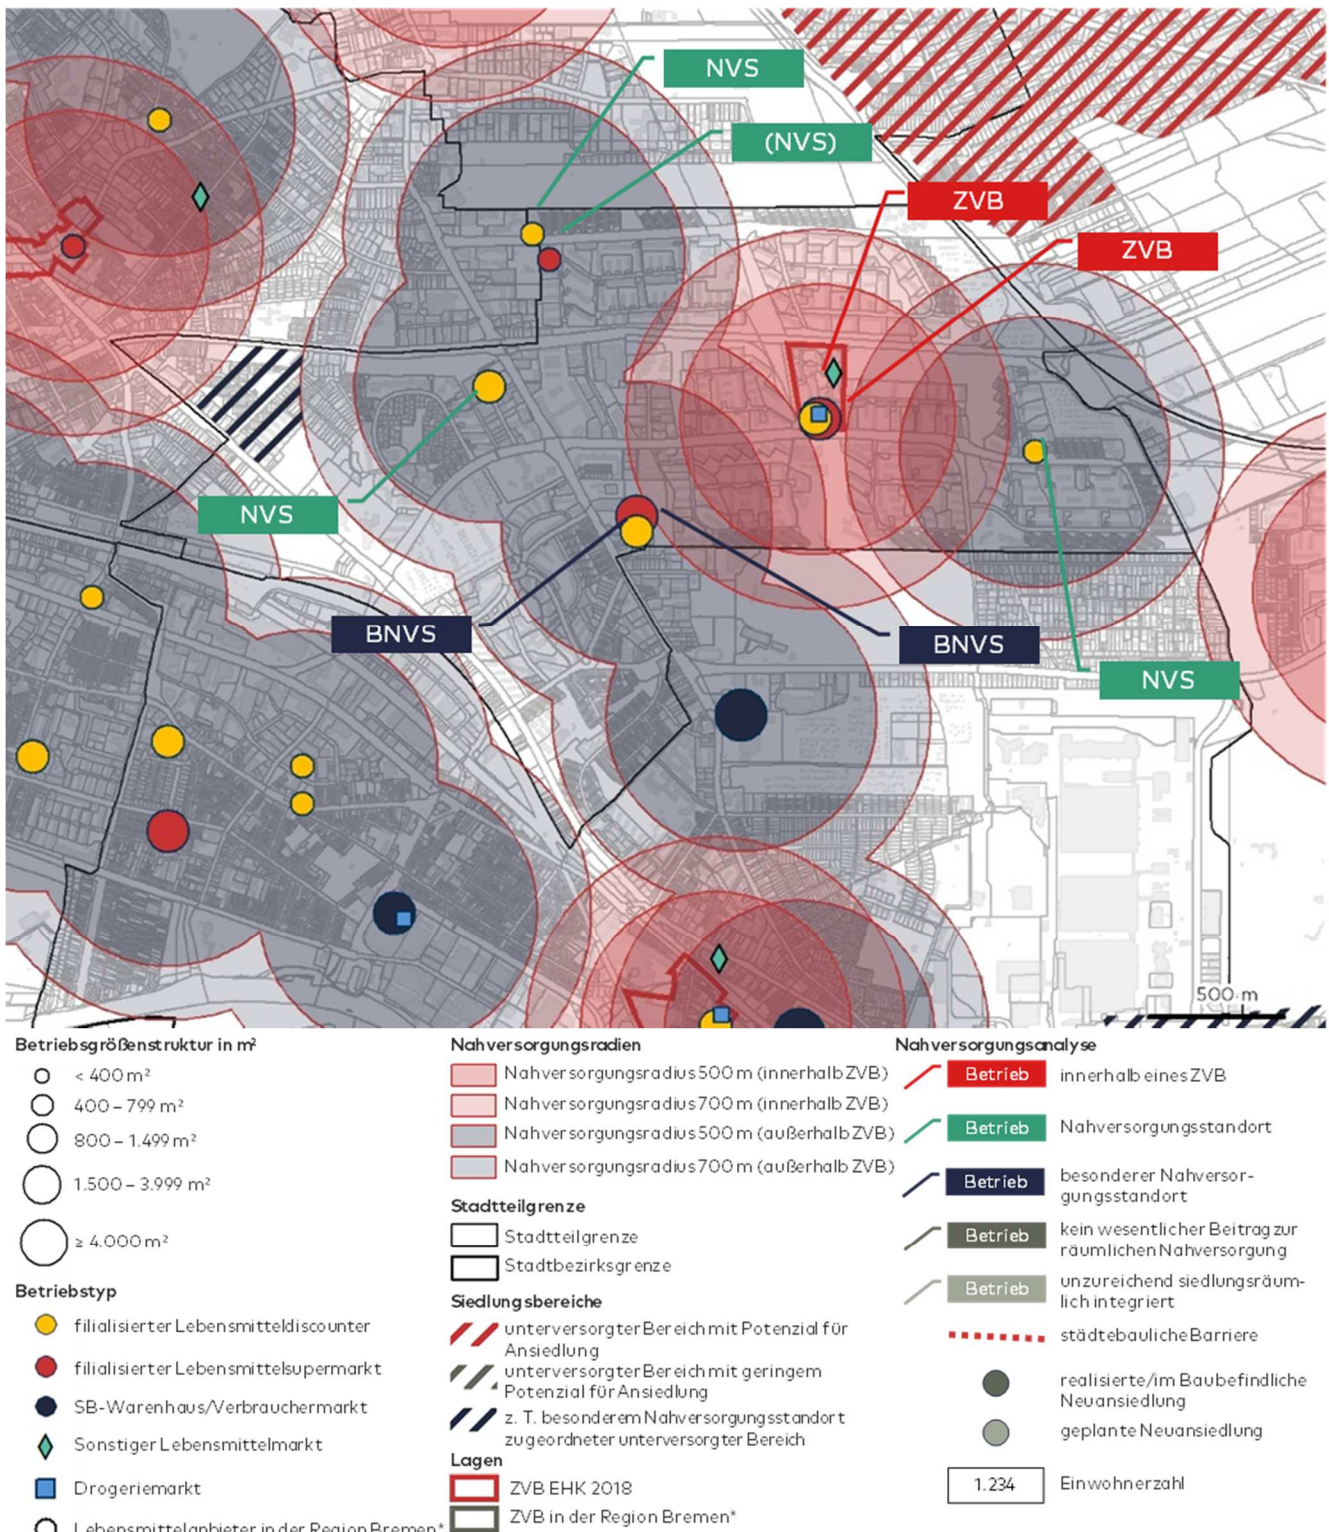 NVS
(NVS)
ZVB
ZVB
NVS
BNVS
BNVS
NVS
500 m
Betriebsgrößenstruktur in m²
< 400 m²
400 – 799 m²
800 – 1.499 m²
1.500 – 3.999 m²
≥ 4.000 m²
Betriebstyp
filialisierter Lebensmitteldiscounter
filialisierter Lebensmittelsupermarkt
SB-Warenhaus/Verbrauchermarkt
Sonstiger Lebensmittelmarkt
Drogeriemarkt
Lebensmittelanbieter in der Region Bremen*
Nahversorgungsradien
Nahversorgungsradius 500 m (innerhalb ZVB)
Nahversorgungsradius 700 m (innerhalb ZVB)
Nahversorgungsradius 500 m (außerhalb ZVB)
Nahversorgungsradius 700 m (außerhalb ZVB)
Stadtteilgrenze
Stadtteilgrenze
Stadtbezirksgrenze
Siedlungsbereiche
unterversorgter Bereich mit Potenzial für
Ansiedlung
unterversorgter Bereich mit geringem
Potenzial für Ansiedlung
z. T. besonderem Nahversorgungsstandort
zugeordneter unterversorgter Bereich
Lagen
ZVB EHK 2018
ZVB in der Region Bremen*
Nahversorgungsanalyse
Betrieb innerhalb eines ZVB
Betrieb Nahversorgungsstandort
Betrieb besonderer Nahversor-
gungsstandort
Betrieb kein wesentlicher Beitrag zur
räumlichen Nahversorgung
Betrieb unzureichend siedlungsräum-
lich integriert
städtebauliche Barriere
realisierte/im Bau befindliche
Neuansiedlung
geplante Neuansiedlung
1.234 Einwohnerzahl